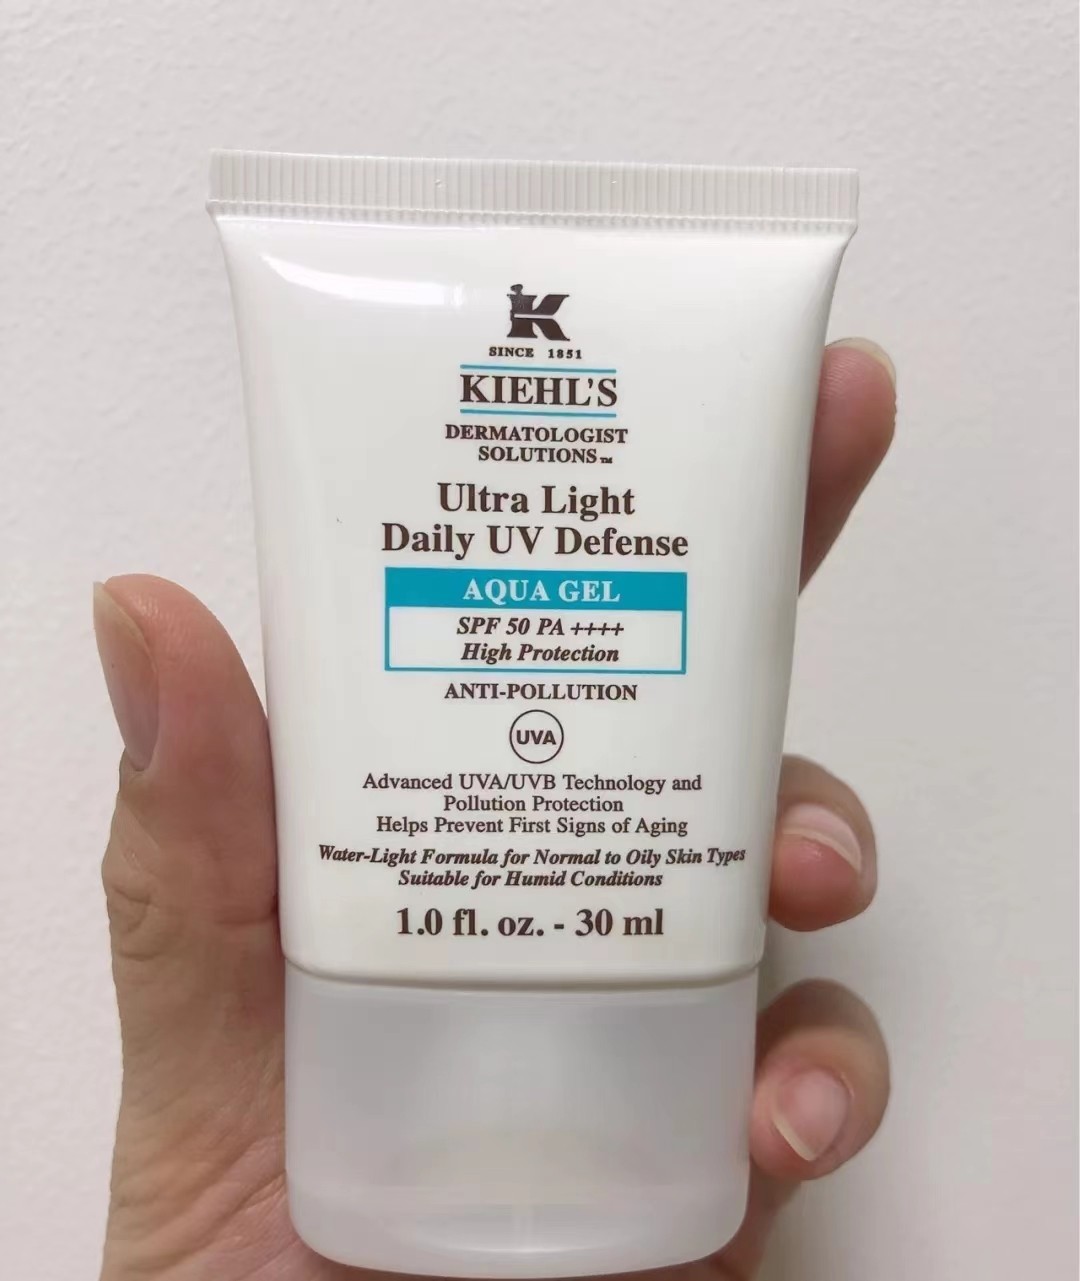 K
SINCE 1851
KIEHL'S
DERMATOLOGIST
SOLUTIONS™
Ultra Light
Daily UV Defense
AQUA GEL
SPF 50 PA ++++
High Protection
ANTI-POLLUTION
UVA
Advanced UVA/UVB Technology and
Pollution Protection
Helps Prevent First Signs of Aging
Water-Light Formula for Normal to Oily Skin Types
Suitable for Humid Conditions
1.0 fl. oz. - 30 ml